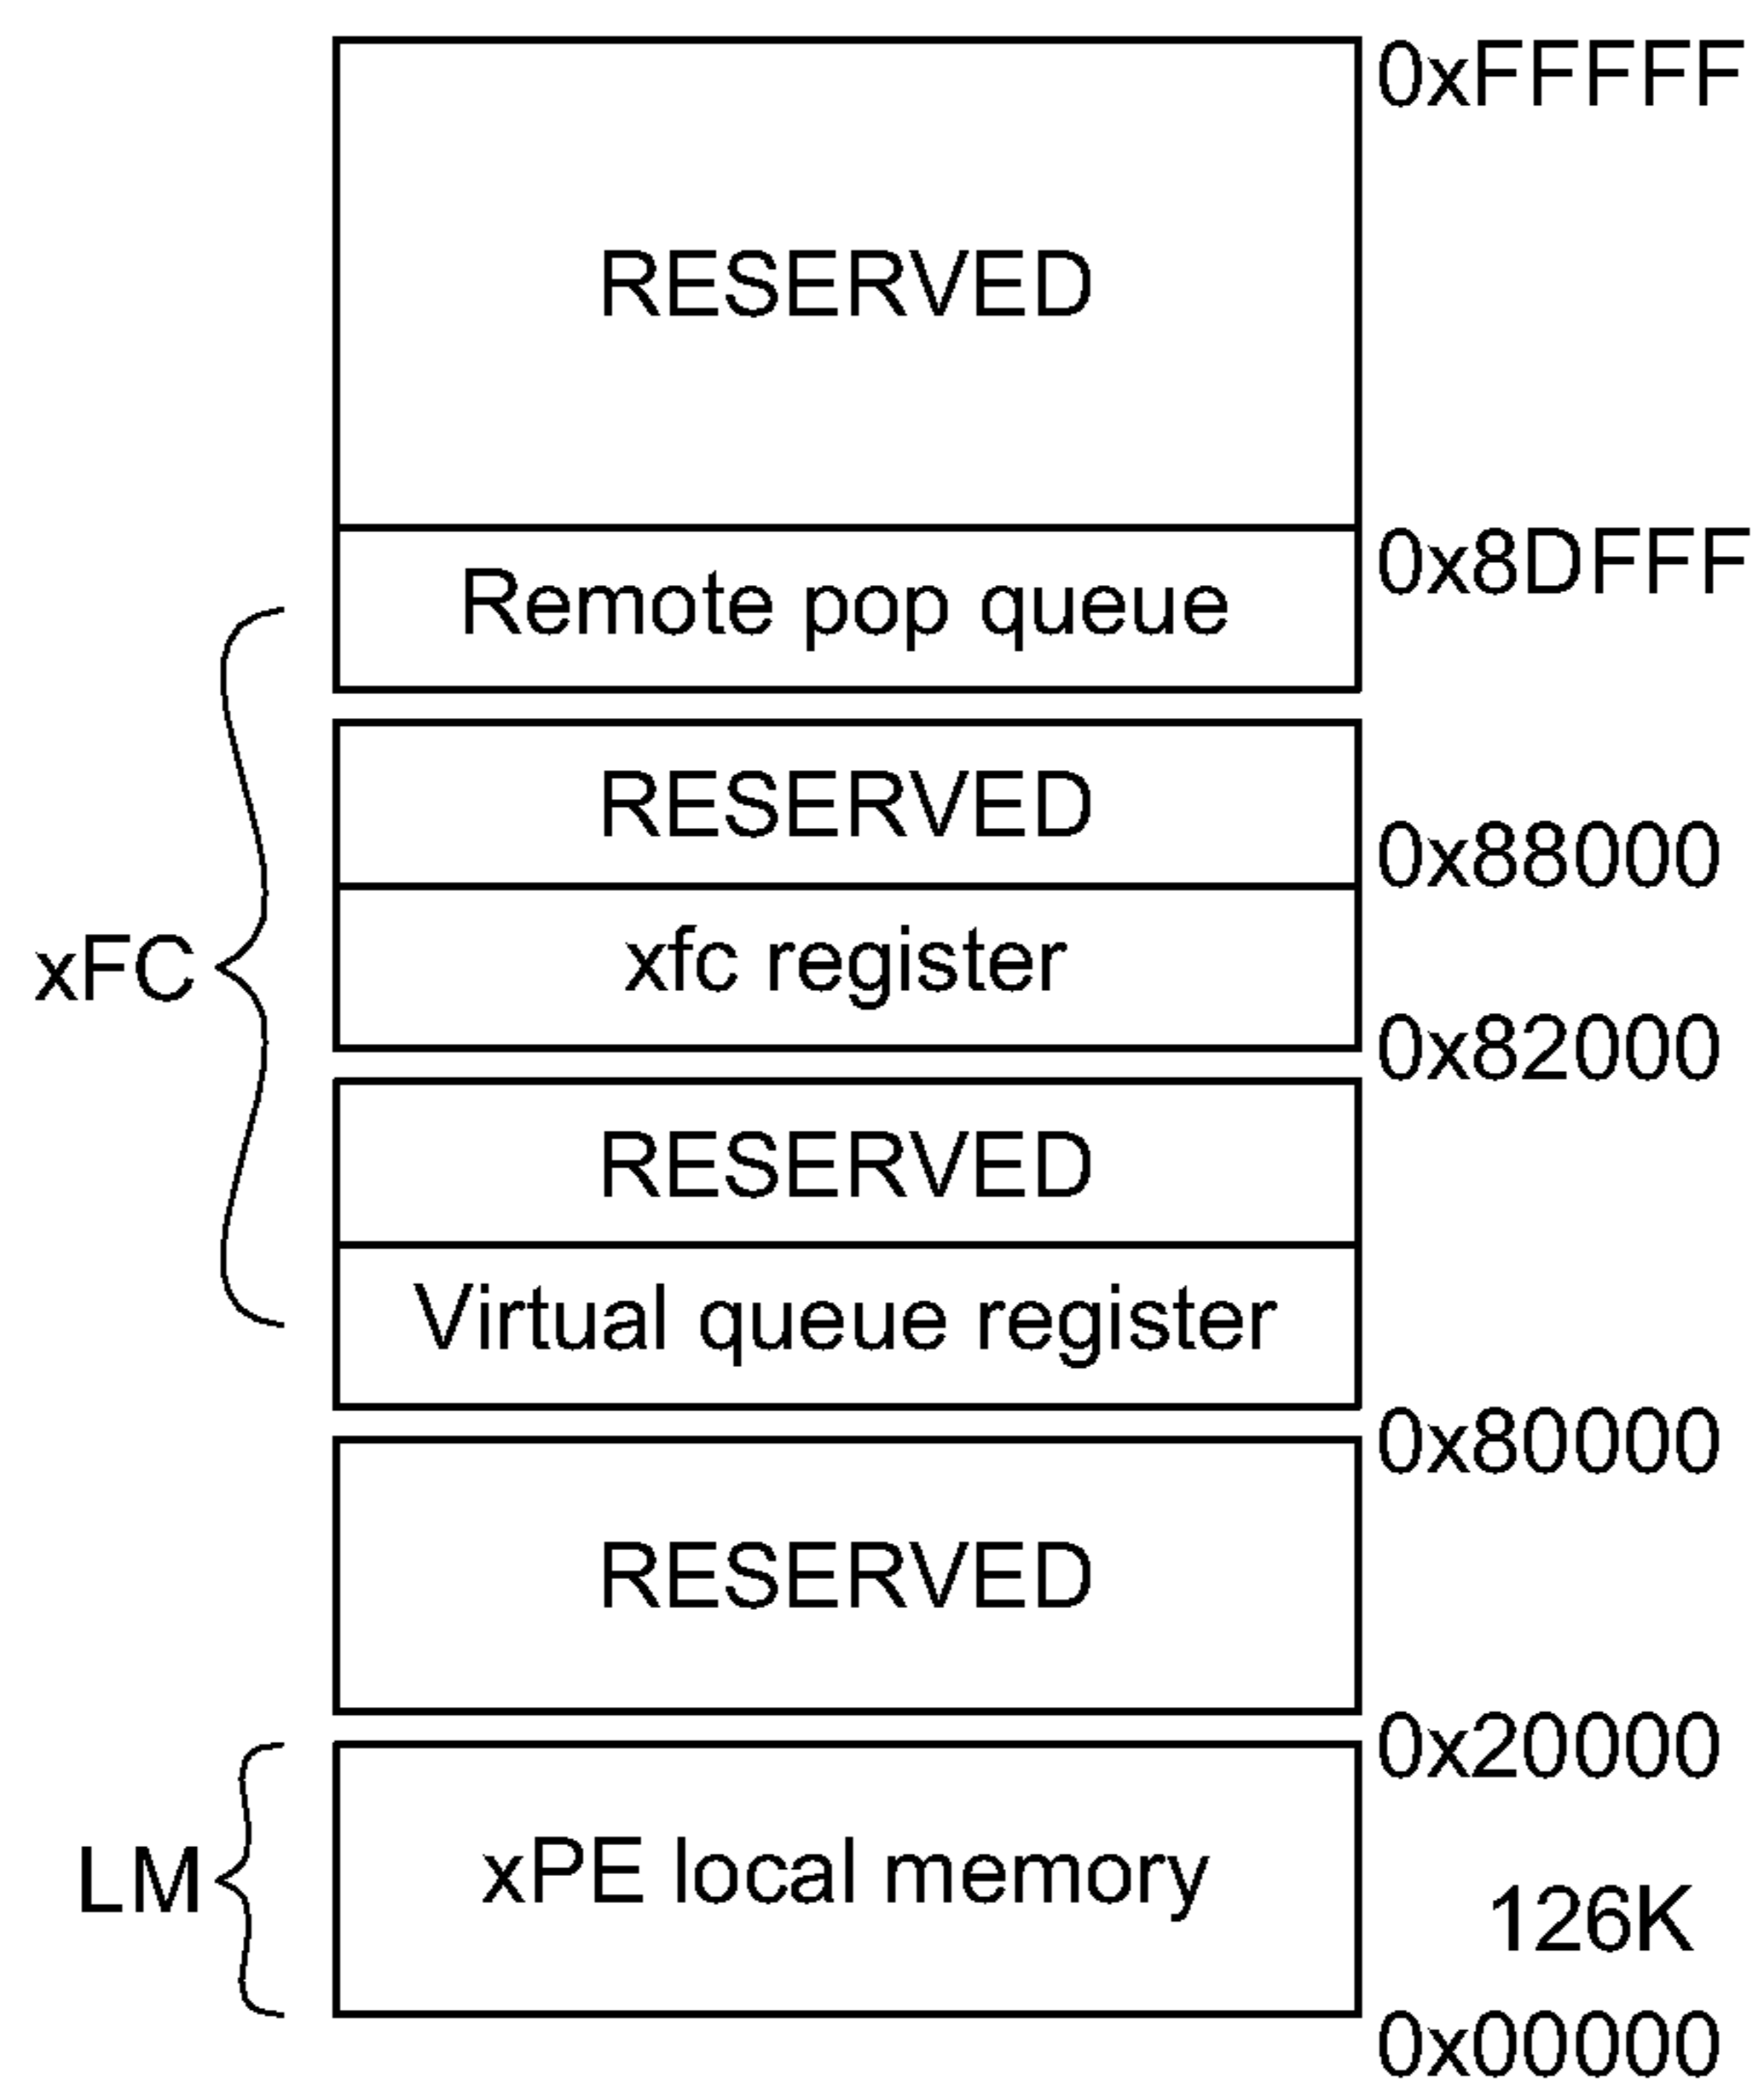 0xFFFFF
RESERVED
0x8DFFF
Remote pop queue
RESERVED
0x88000
xFC
xfc register
0x82000
RESERVED
Virtual queue register
0x80000
RESERVED
0x20000
LM
xPE local memory
126K
0x00000